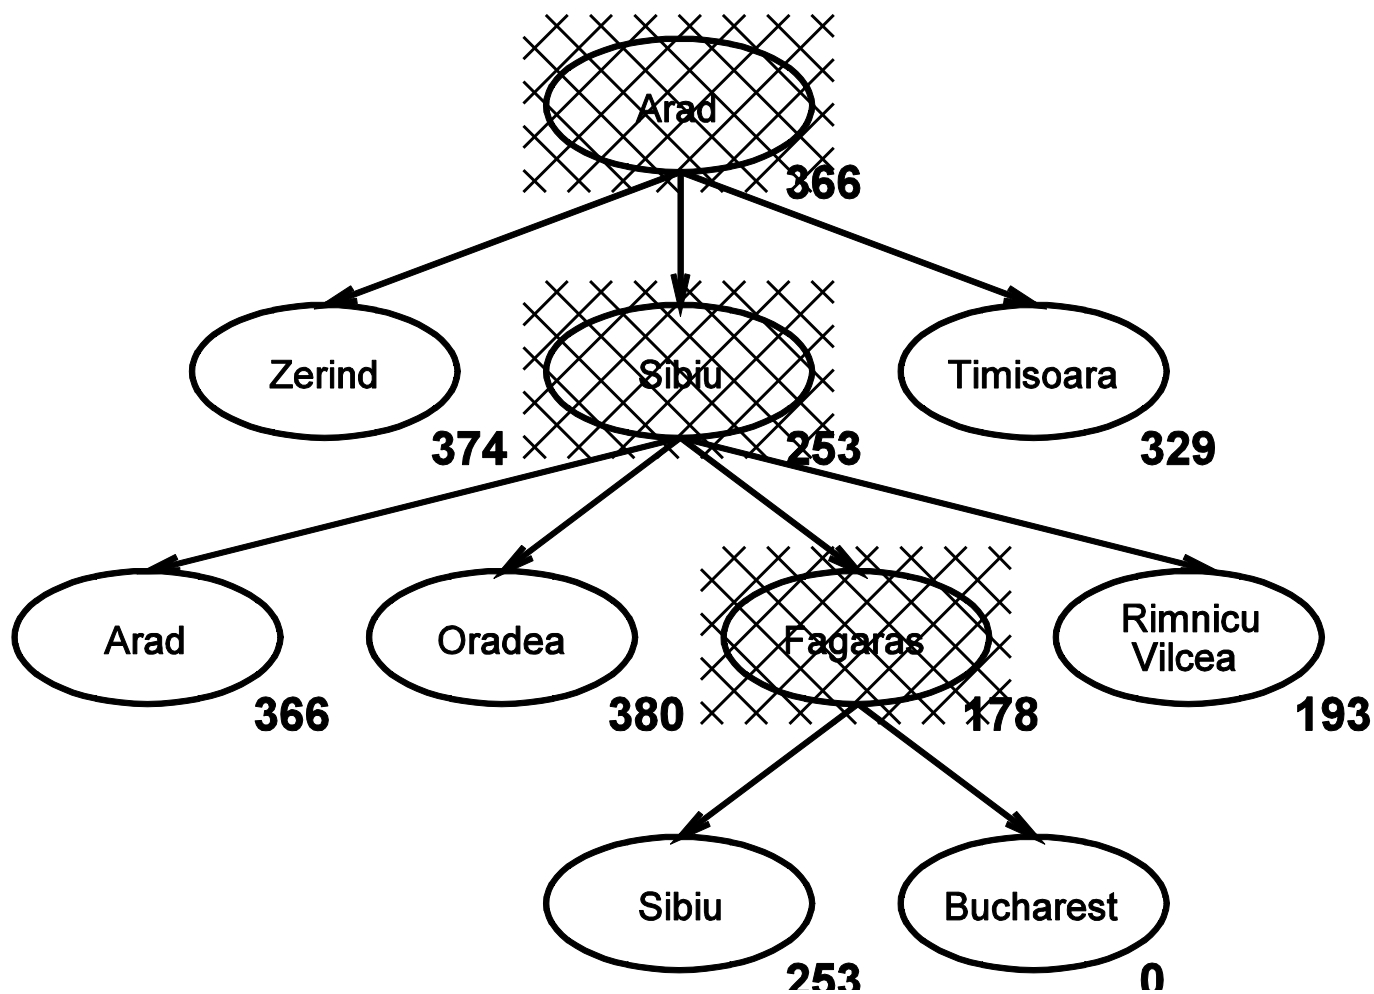 Arad
366
Zerind
Sibiu
Timisoara
374
253
329
Arad
Oradea
Fagaras
Rimnicu
Vilcea
366
380
178
193
Sibiu
Bucharest
253
0